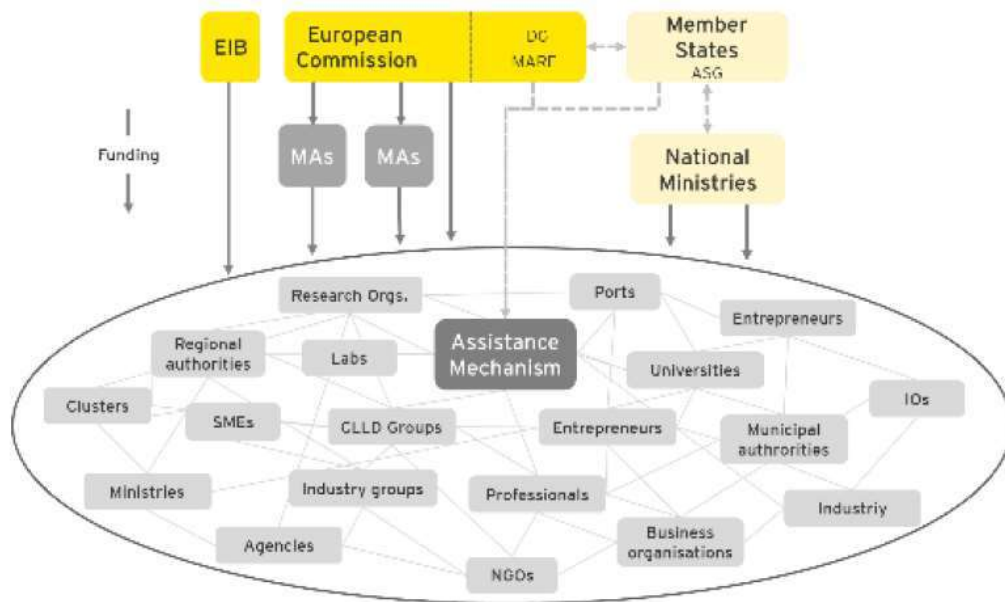 EIB
European
Commission
DG
MARE
Member
States
ASG
Funding
MAs
MAs
National
Ministries
Research Orgs.
Ports
Entrepreneurs
Regional
authorities
Labs
Assistance
Mechanism
Universities
Clusters
SMEs
CLLD Groups
Entrepreneurs
Municipal
authrorities
IOs
Ministries
Industry groups
Professionals
Industriy
Agencies
Business
organisations
NGOs